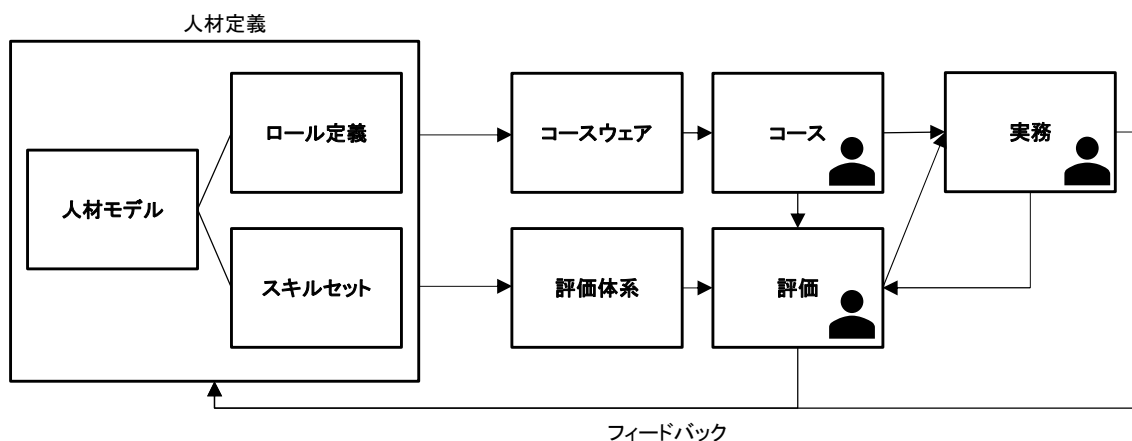 人材定義
ロール定義
コースウェア
コース
実務
人材モデル
スキルセット
評価体系
評価
フィードバック